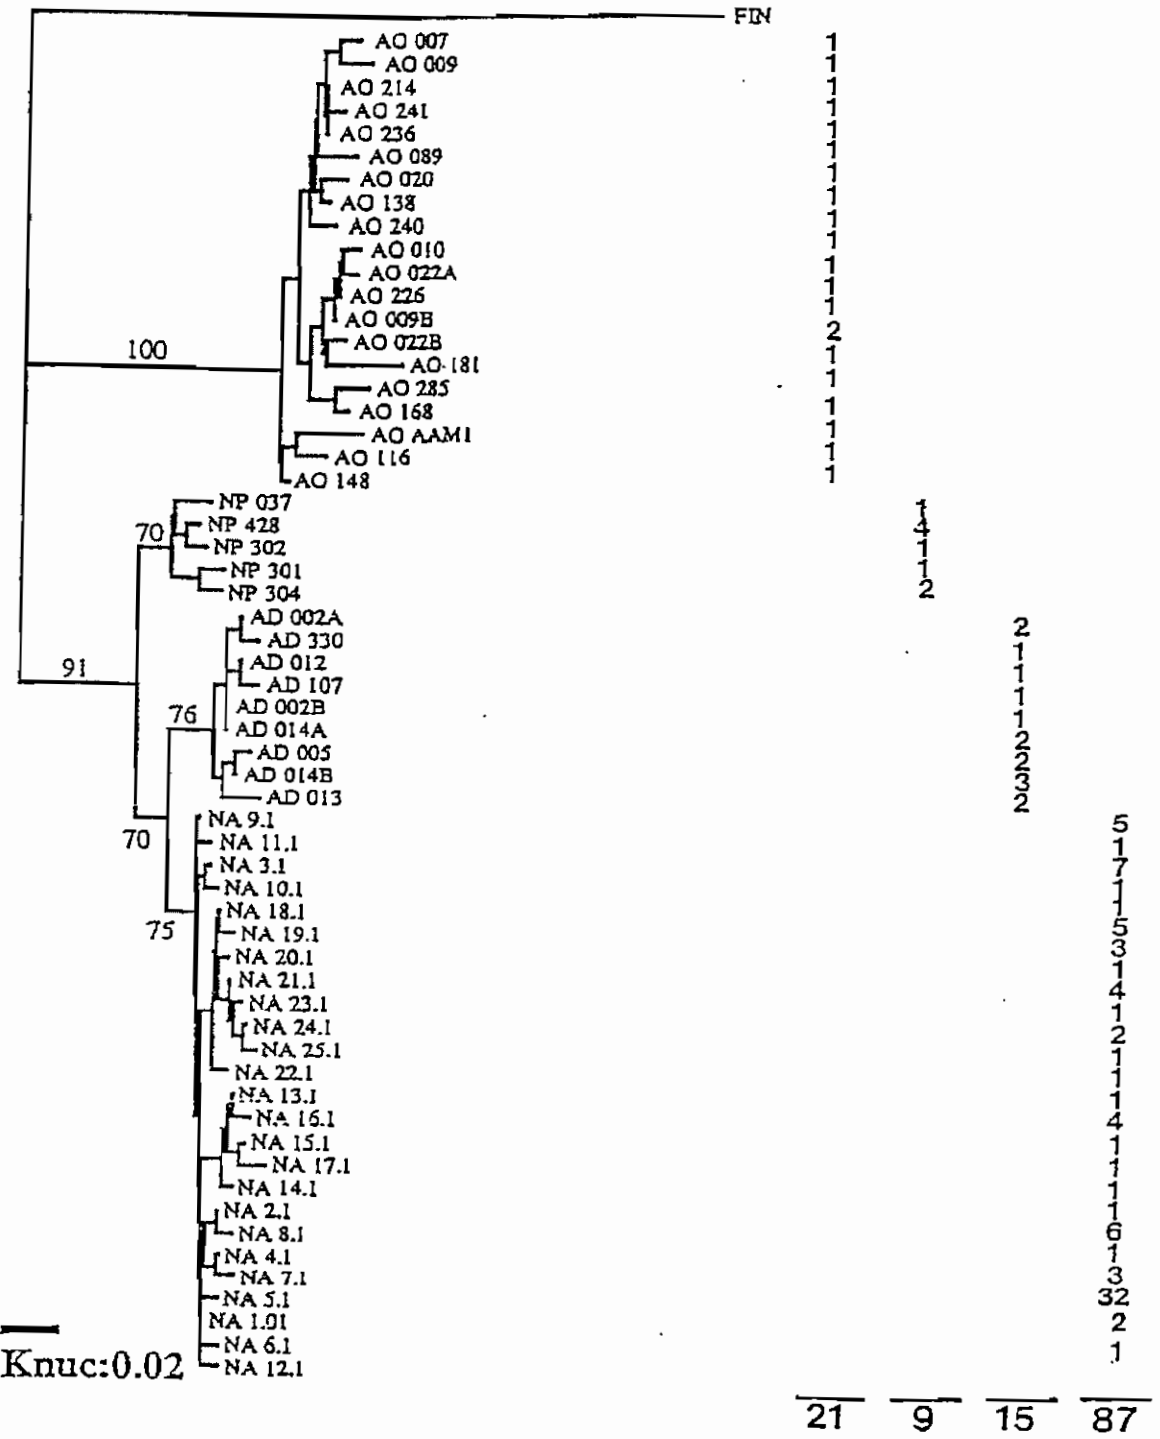 FIN
AO 007 1
AO 009 1
AO 214 1
AO 241 1
AO 236 1
AO 089 1
AO 020 1
AO 138 1
AO 240 1
AO 010 1
AO 022A 1
AO 226 1
AO 009B 1
AO 022B 2
100
AO 181 1
AO 285 1
AO 168 1
AO AAM1 1
AO 116 1
AO 148 1
NP 037 1
70
NP 428 4
NP 302 1
NP 301 1
NP 304 2
AD 002A 2
AD 330 1
91
AD 012 1
AD 107 1
76
AD 002B 1
AD 014A 2
AD 005 2
AD 014B 3
AD 013 2
NA 9.1 5
70
NA 11.1 1
NA 3.1 7
NA 10.1 1
NA 18.1 1
75
NA 19.1 5
NA 20.1 3
NA 21.1 1
NA 23.1 4
NA 24.1 1
NA 25.1 2
NA 22.1 1
NA 13.1 1
NA 16.1 1
NA 15.1 4
NA 17.1 1
NA 14.1 1
NA 2.1 1
NA 8.1 1
NA 4.1 6
NA 7.1 1
NA 5.1 3
NA 1.01 32
NA 6.1 2
NA 12.1 1
Knuc:0.02
21 9 15 87